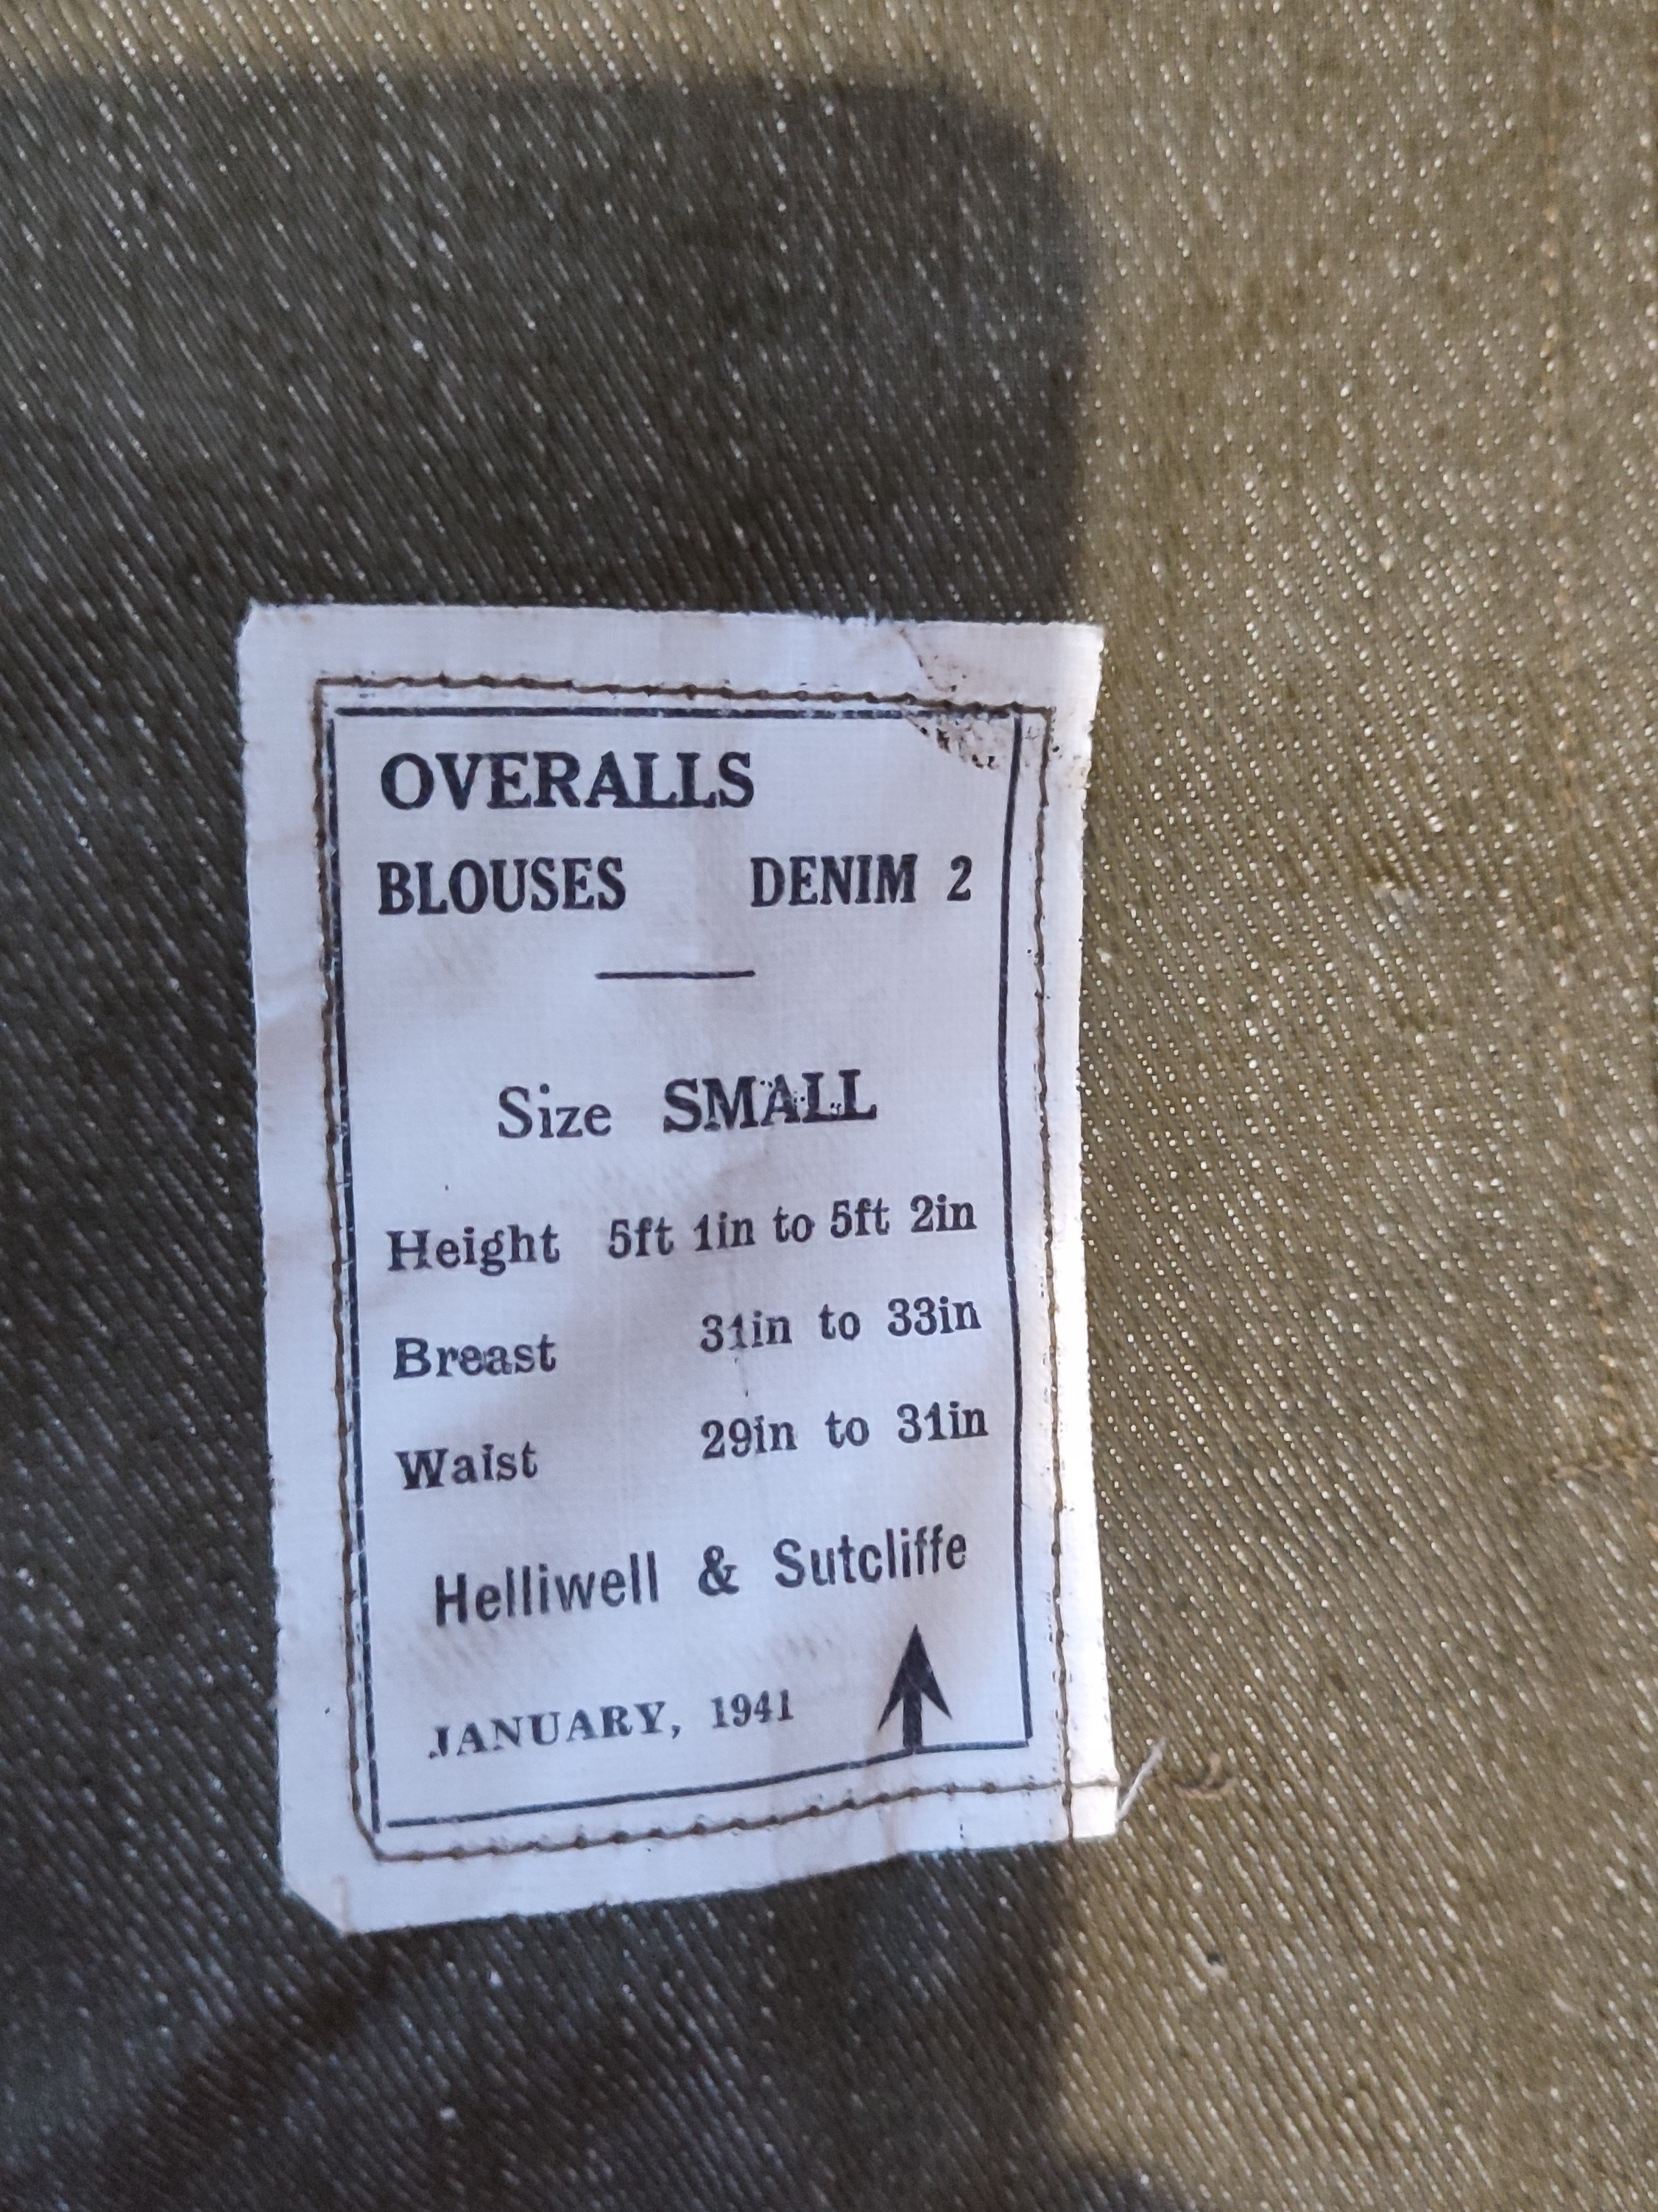 OVERALLS
BLOUSES DENIM 2
Size SMALL
Height 5ft 1in to 5ft 2in
Breast 31in to 33in
Waist 29in to 31in
Helliwell & Sutcliffe
JANUARY, 1941